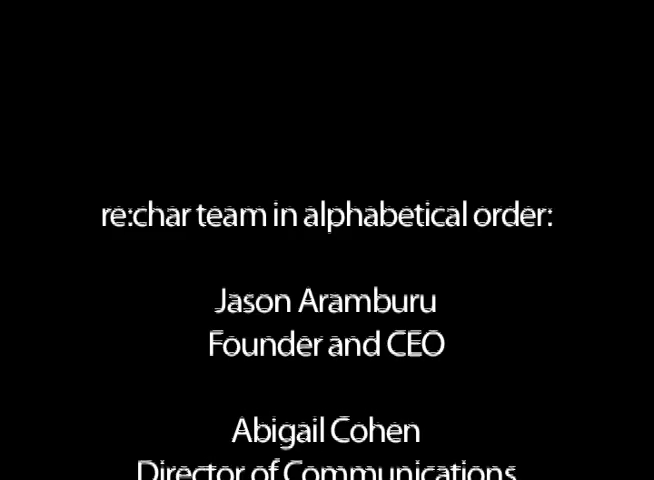 re:char team in alphabetical order:
Jason Aramburu
Founder and CEO
Abigail Cohen
Director of Communications